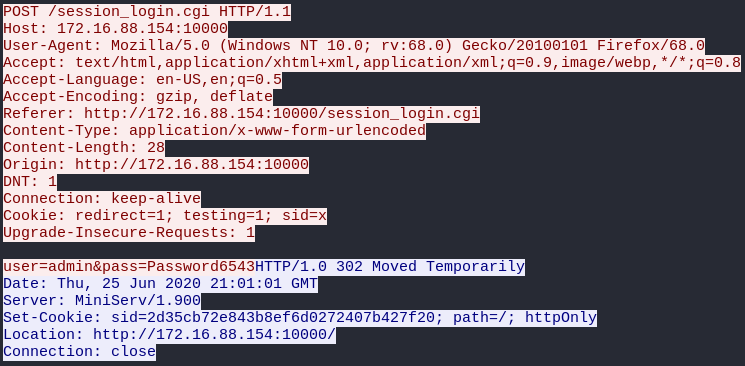 POST /session_login.cgi HTTP/1.1
Host: 172.16.88.154:10000
User-Agent: Mozilla/5.0 (Windows NT 10.0; rv:68.0) Gecko/20100101 Firefox/68.0
Accept: text/html,application/xhtml+xml,application/xml;q=0.9,image/webp,*/*;q=0.8
Accept-Language: en-US,en;q=0.5
Accept-Encoding: gzip, deflate
Referer: http://172.16.88.154:10000/session_login.cgi
Content-Type: application/x-www-form-urlencoded
Content-Length: 28
Origin: http://172.16.88.154:10000
DNT: 1
Connection: keep-alive
Cookie: redirect=1; testing=1; sid=x
Upgrade-Insecure-Requests: 1
user=admin&pass=Password6543HTTP/1.0 302 Moved Temporarily
Date: Thu, 25 Jun 2020 21:01:01 GMT
Server: MiniServ/1.900
Set-Cookie: sid=2d35cb72e843b8ef6d0272407b427f20; path=/; httpOnly
Location: http://172.16.88.154:10000/
Connection: close